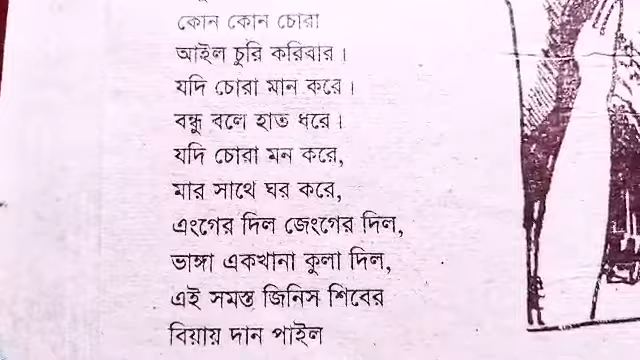 কোন কোন চোরা
আইল চুরি করিবার।
যদি চোরা মান করে।
বন্ধু বলে হাত ধরে।
যদি চোরা মন করে,
মার সাথে ঘর করে,
এংগের দিল জেংগের দিল,
ভাঙ্গা একখানা কুলা দিল,
এই সমস্ত জিনিস শিবের
বিয়ায় দান পাইল